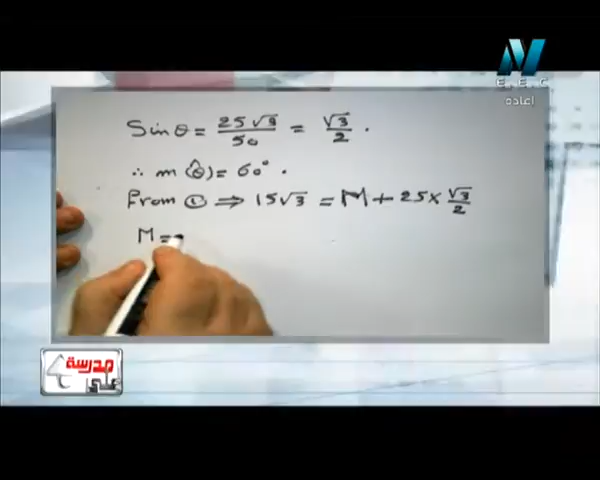 E.E.E.C
اعادة
Sin θ = 25√3/50 = √3/2 .
∴ m(θ̂) = 60° .
From ① ⇒ 15√3 = M + 25 × √3/2
M =
مدرسة
على